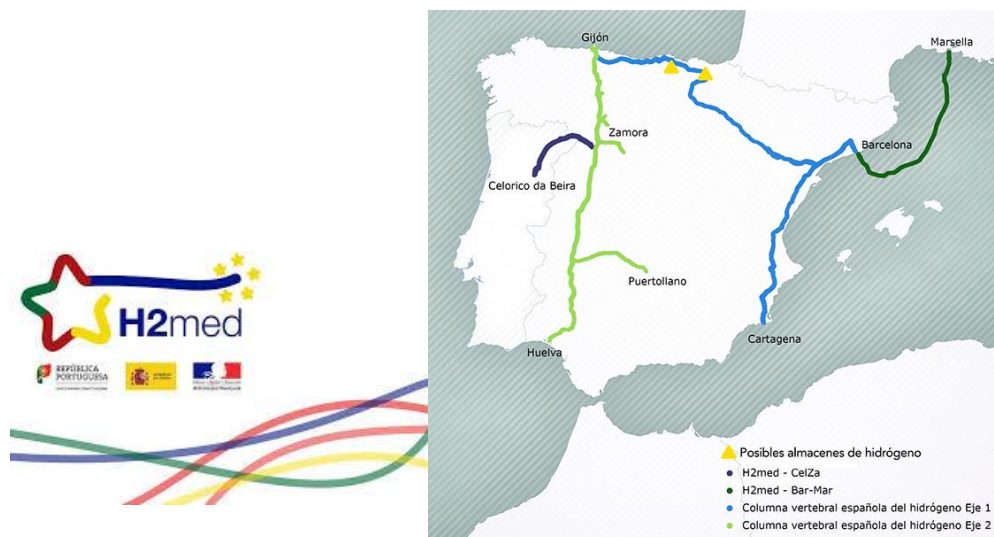 H2med
REPÚBLICA
PORTUGUESA
Gijón
Marsella
Zamora
Barcelona
Celorico da Beira
Puertollano
Cartagena
Huelva
Posibles almacenes de hidrógeno
H2med - CelZa
H2med - Bar-Mar
Columna vertebral española del hidrógeno Eje 1
Columna vertebral española del hidrógeno Eje 2